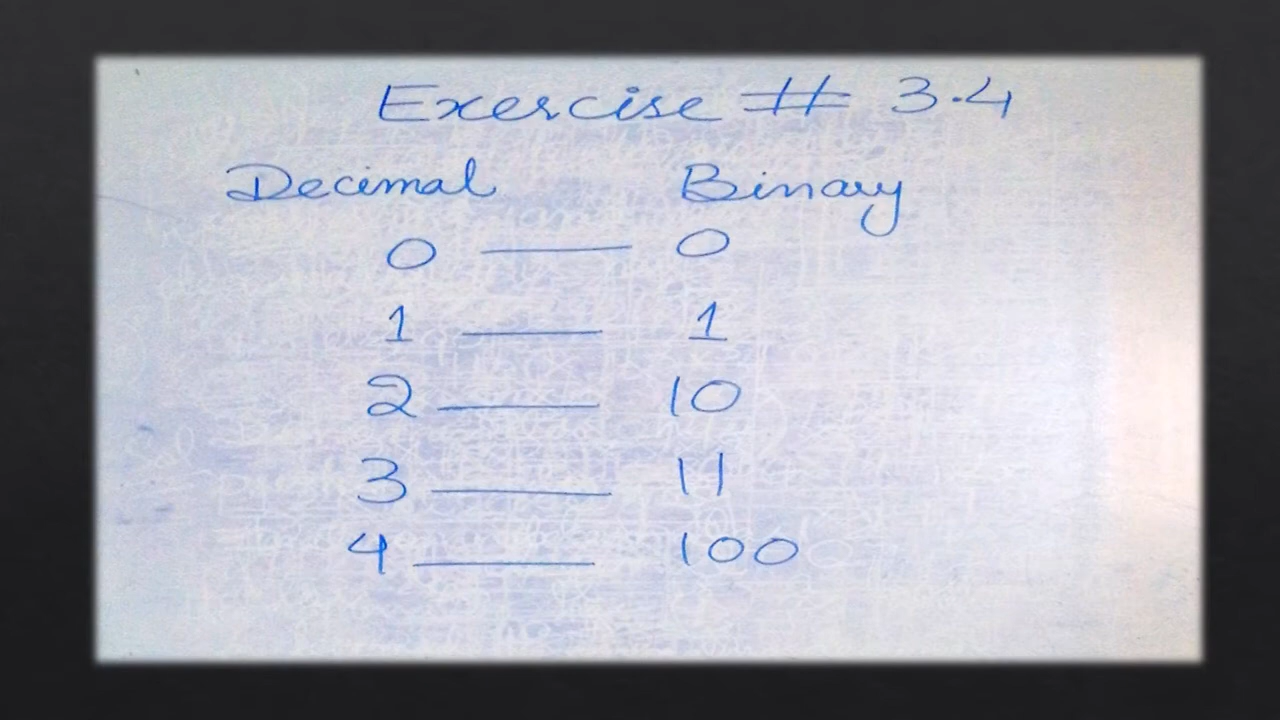 Exercise # 3.4
Decimal Binary
0 —— 0
1 —— 1
2 —— 10
3 —— 11
4 —— 100